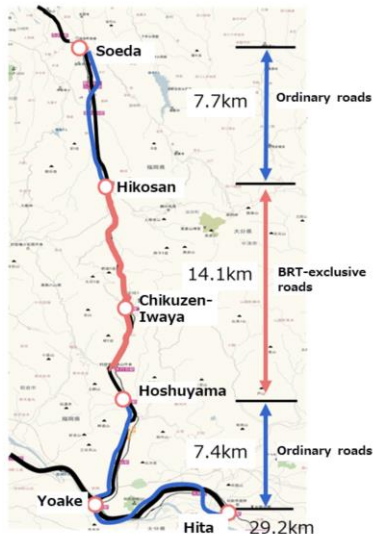 Soeda
7.7km
Ordinary roads
Hikosan
14.1km
BRT-exclusive
roads
Chikuzen-
Iwaya
Hoshuyama
7.4km
Ordinary roads
Yoake
Hita
29.2km